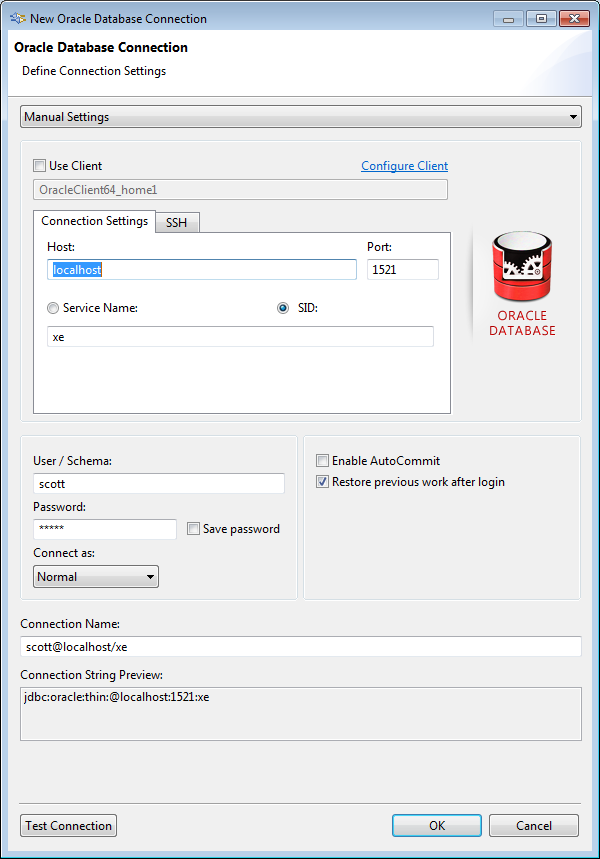 New Oracle Database Connection
Oracle Database Connection
Define Connection Settings
Manual Settings
Use Client
Configure Client
OracleClient64_home1
Connection Settings
SSH
Host:
Port:
localhost
1521
Service Name:
SID:
xe
ORACLE
DATABASE
User / Schema:
scott
Password:
*****
Save password
Connect as:
Normal
Enable AutoCommit
Restore previous work after login
Connection Name:
scott@localhost/xe
Connection String Preview:
jdbc:oracle:thin:@localhost:1521:xe
Test Connection
OK
Cancel